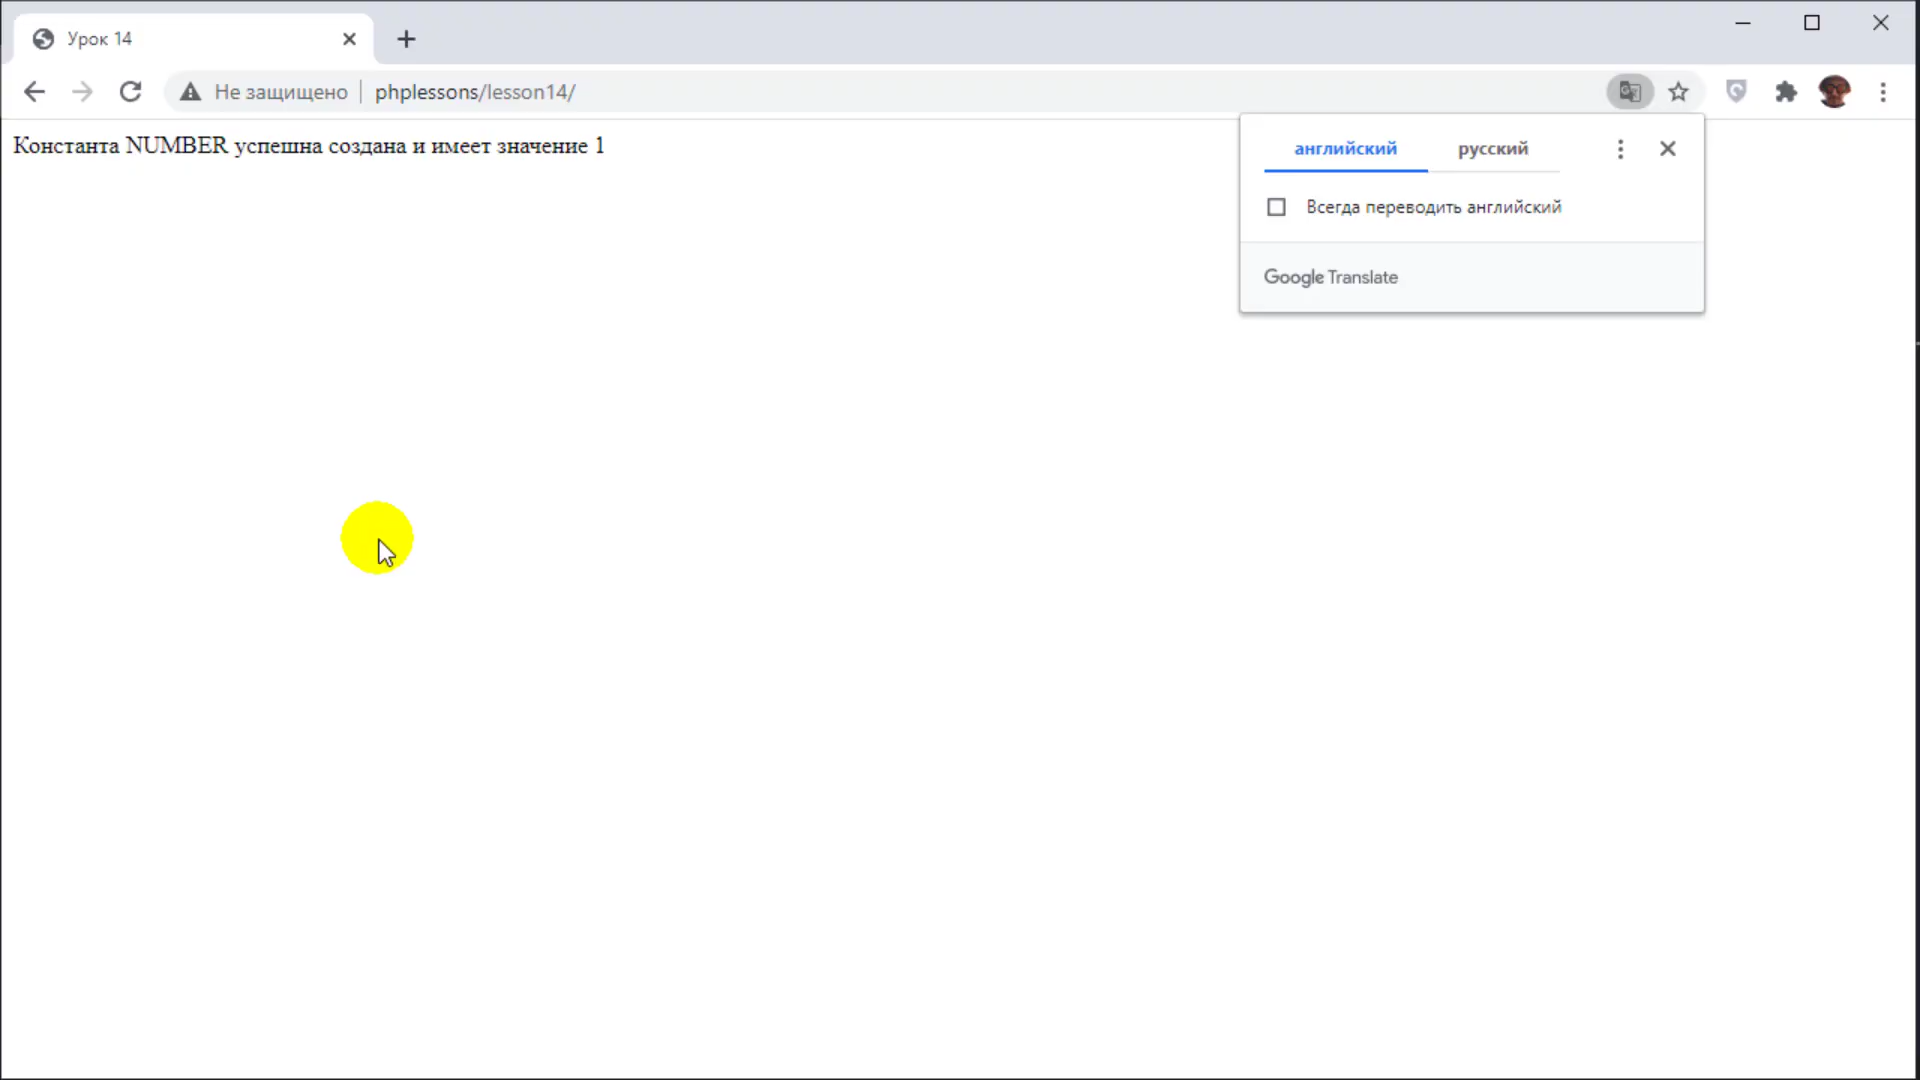 Урок 14
Не защищено
phplessons/lesson14/
Константа NUMBER успешна создана и имеет значение 1
английский
русский
Всегда переводить английский
Google Translate